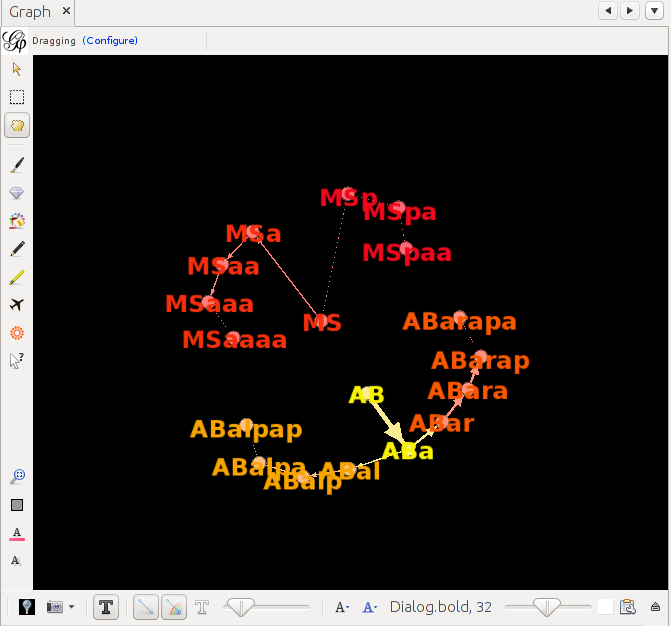 Graph
Dragging (Configure)
MSp
MSpa
MSa
MSpaa
MSaa
MSaaa
MS
ABarapa
MSaaaa
ABarap
ABara
AB
ABar
ABalpap
ABa
ABalpa
ABal
ABalp
Dialog.bold, 32